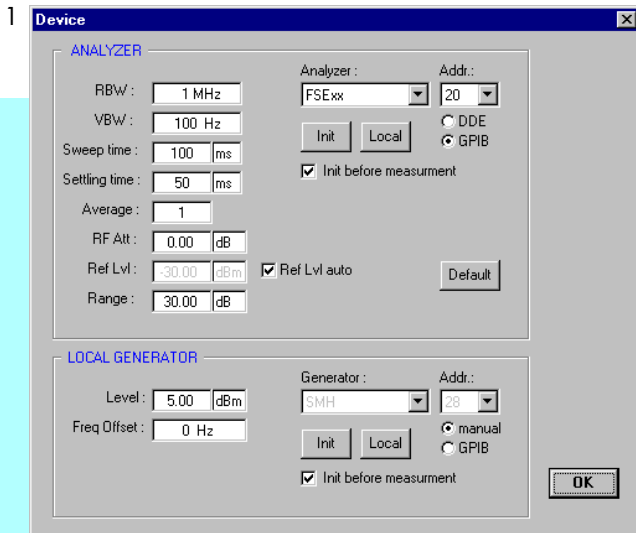 1
Device
ANALYZER
RBW : 1 MHz
VBW : 100 Hz
Sweep time : 100 ms
Settling time : 50 ms
Average : 1
RF Att : 0.00 dB
Ref Lvl : -30.00 dBm
Range : 30.00 dB
Analyzer : Addr.:
FSExx 20
DDE
GPIB
Init Local
Init before measurment
Ref Lvl auto
Default
LOCAL GENERATOR
Level : 5.00 dBm
Freq Offset : 0 Hz
Generator : Addr.:
SMH 28
manual
GPIB
Init Local
Init before measurment
OK